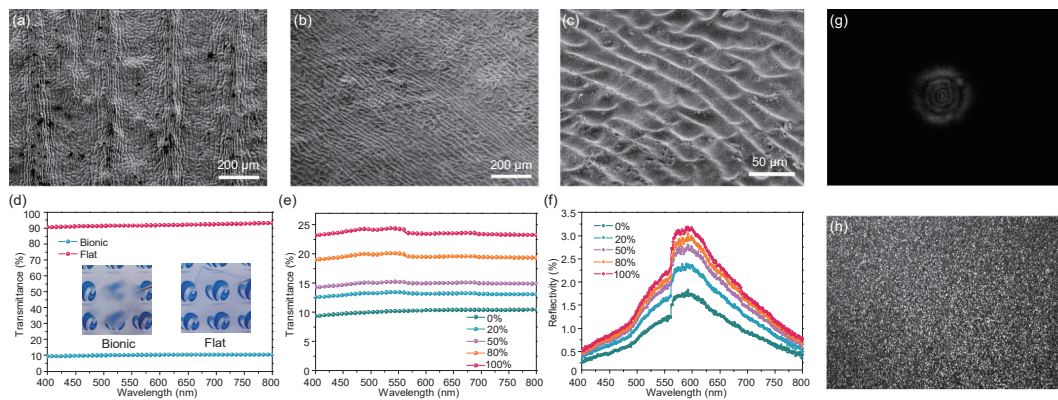 (a)
200 μm
(b)
200 μm
(c)
50 μm
(g)
(d)
100
90
80
70
60
50
40
30
20
10
0
Transmittance (%)
Bionic
Flat
Bionic
Flat
400 450 500 550 600 650 700 750 800
Wavelength (nm)
(e)
25
20
15
10
5
0
Transmittance (%)
0%
20%
50%
80%
100%
400 450 500 550 600 650 700 750 800
Wavelength (nm)
(f)
3.5
3.0
2.5
2.0
1.5
1.0
0.5
0
Reflectivity (%)
0%
20%
50%
80%
100%
400 450 500 550 600 650 700 750 800
Wavelength (nm)
(h)